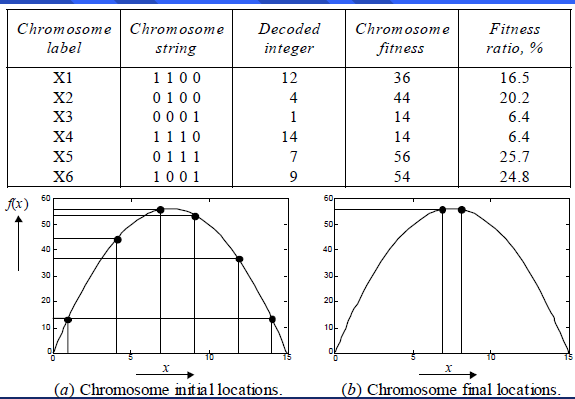 Chromosome Chromosome Decoded Chromosome Fitness
label string integer fitness ratio, %
X1 1 1 0 0 12 36 16.5
X2 0 1 0 0 4 44 20.2
X3 0 0 0 1 1 14 6.4
X4 1 1 1 0 14 14 6.4
X5 0 1 1 1 7 56 25.7
X6 1 0 0 1 9 54 24.8
f(x)
60
50
40
30
20
10
0 5 10 15
x
60
50
40
30
20
10
0 5 10 15
x
(a) Chromosome initial locations. (b) Chromosome final locations.